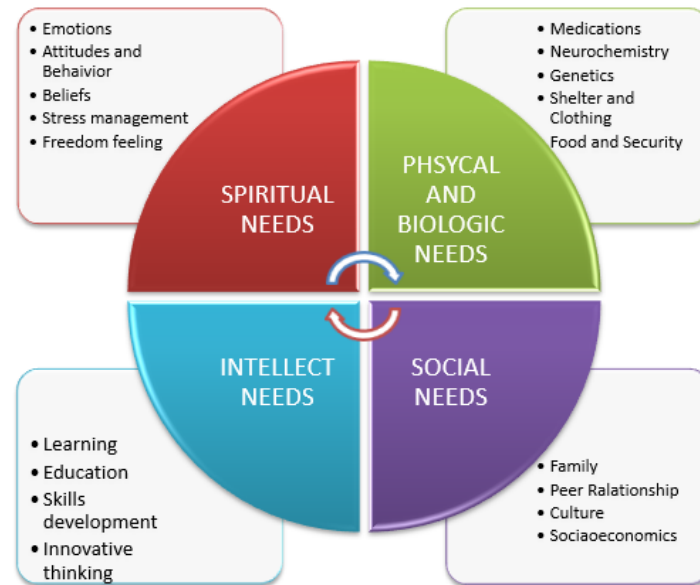 • Emotions
• Attitudes and
Behaivior
• Beliefs
• Stress management
• Freedom feeling
• Medications
• Neurochemistry
• Genetics
• Shelter and
Clothing
Food and Security
SPIRITUAL
NEEDS
PHSYCAL
AND
BIOLOGIC
NEEDS
INTELLECT
NEEDS
SOCIAL
NEEDS
• Learning
• Education
• Skills
development
• Innovative
thinking
• Family
• Peer Ralationship
• Culture
• Sociaoeconomics